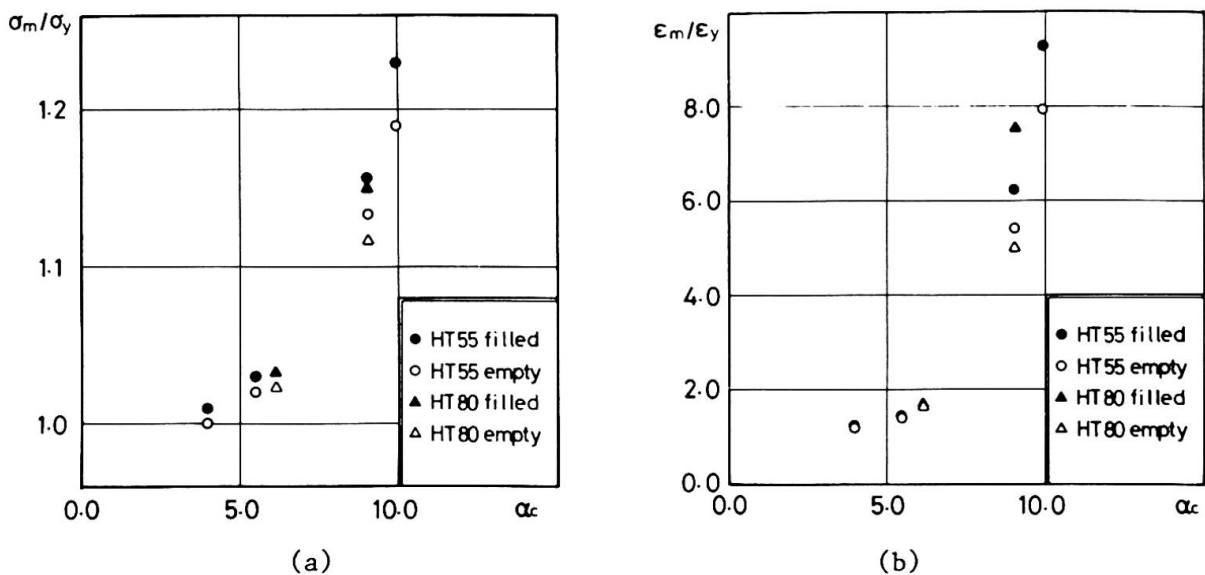 σm/σy
1.2
1.1
1.0
0.0
5.0
10.0
αc
● HT55 filled
○ HT55 empty
▲ HT80 filled
△ HT80 empty
(a)
εm/εy
8.0
6.0
4.0
2.0
0.0
0.0
5.0
10.0
αc
● HT55 filled
○ HT55 empty
▲ HT80 filled
△ HT80 empty
(b)